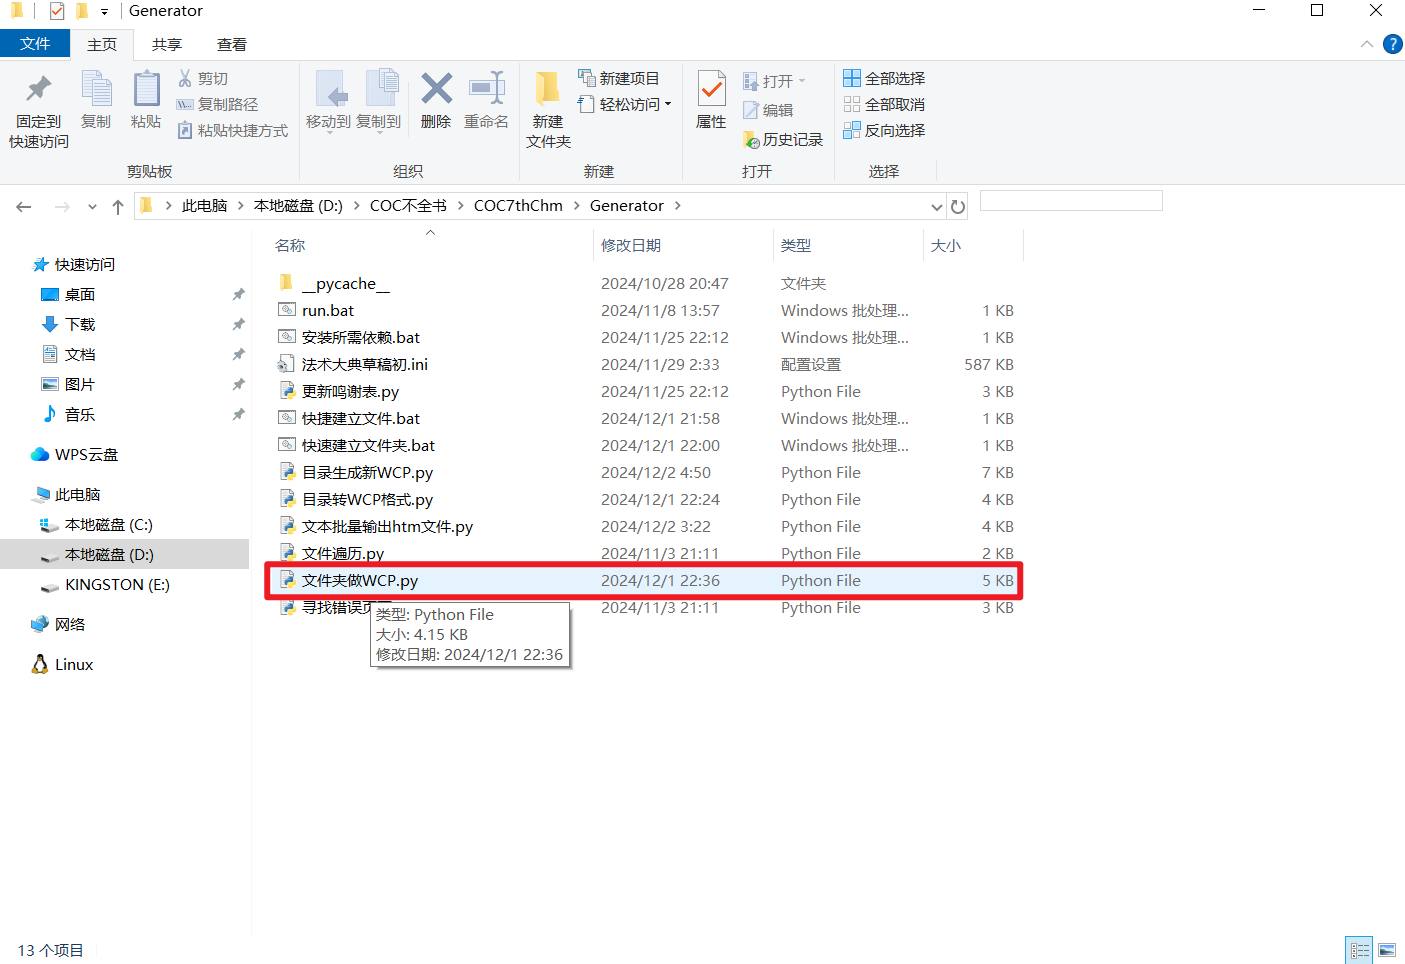 Generator
文件
主页
共享
查看
固定到
快速访问
复制
粘贴
剪切
复制路径
粘贴快捷方式
剪贴板
移动到
复制到
删除
重命名
组织
新建
文件夹
新建项目
轻松访问
新建
属性
打开
编辑
历史记录
打开
全部选择
全部取消
反向选择
选择
此电脑
本地磁盘 (D:)
COC不全书
COC7thChm
Generator
名称
修改日期
类型
大小
快速访问
桌面
下载
文档
图片
音乐
WPS云盘
此电脑
本地磁盘 (C:)
本地磁盘 (D:)
KINGSTON (E:)
网络
Linux
__pycache__ 2024/10/28 20:47 文件夹
run.bat 2024/11/8 13:57 Windows 批处理... 1 KB
安装所需依赖.bat 2024/11/25 22:12 Windows 批处理... 1 KB
法术大典草稿初.ini 2024/11/29 2:33 配置设置 587 KB
更新鸣谢表.py 2024/11/25 22:12 Python File 3 KB
快捷建立文件.bat 2024/12/1 21:58 Windows 批处理... 1 KB
快速建立文件夹.bat 2024/12/1 22:00 Windows 批处理... 1 KB
目录生成新WCP.py 2024/12/2 4:50 Python File 7 KB
目录转WCP格式.py 2024/12/1 22:24 Python File 4 KB
文本批量输出htm文件.py 2024/12/2 3:22 Python File 4 KB
文件遍历.py 2024/11/3 21:11 Python File 2 KB
文件夹做WCP.py 2024/12/1 22:36 Python File 5 KB
寻找错误页 2024/11/3 21:11 Python File 3 KB
类型: Python File
大小: 4.15 KB
修改日期: 2024/12/1 22:36
13 个项目